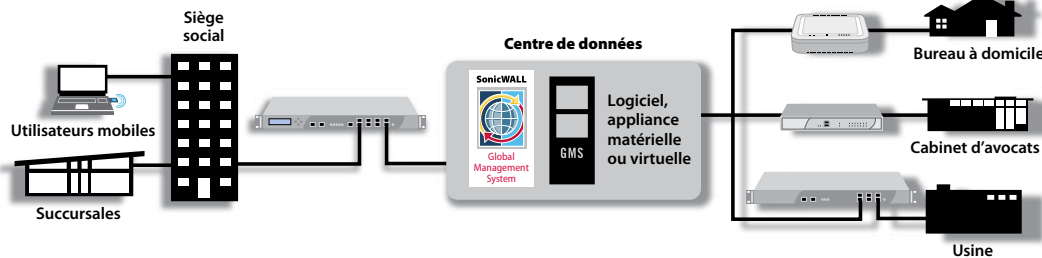 Siège
social
Utilisateurs mobiles
Succursales
Centre de données
SonicWALL
Global
Management
System
GMS
Logiciel,
appliance
matérielle
ou virtuelle
Bureau à domicile
Cabinet d’avocats
Usine